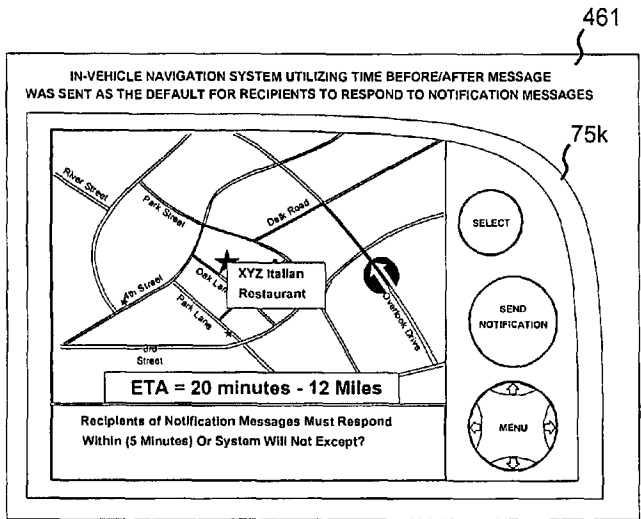 461
IN-VEHICLE NAVIGATION SYSTEM UTILIZING TIME BEFORE/AFTER MESSAGE
WAS SENT AS THE DEFAULT FOR RECIPIENTS TO RESPOND TO NOTIFICATION MESSAGES
75k
River Street
Park Street
Dalk Road
SELECT
XYZ Italian
Restaurant
Oak Lan
4th Street
Park Lane
Overlook Drive
SEND
NOTIFICATION
3rd
Street
ETA = 20 minutes - 12 Miles
MENU
Recipients of Notification Messages Must Respond
Within (5 Minutes) Or System Will Not Except?